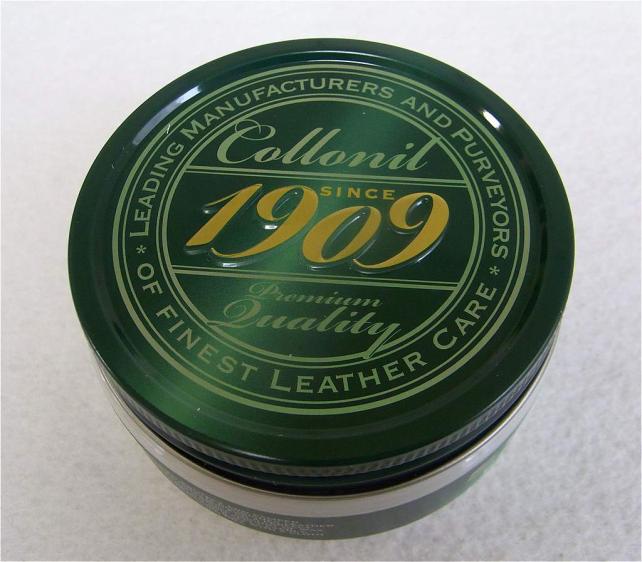 LEADING MANUFACTURERS AND PURVEYORS
Collonil
SINCE
1909
Premium
Quality
* OF FINEST LEATHER CARE *